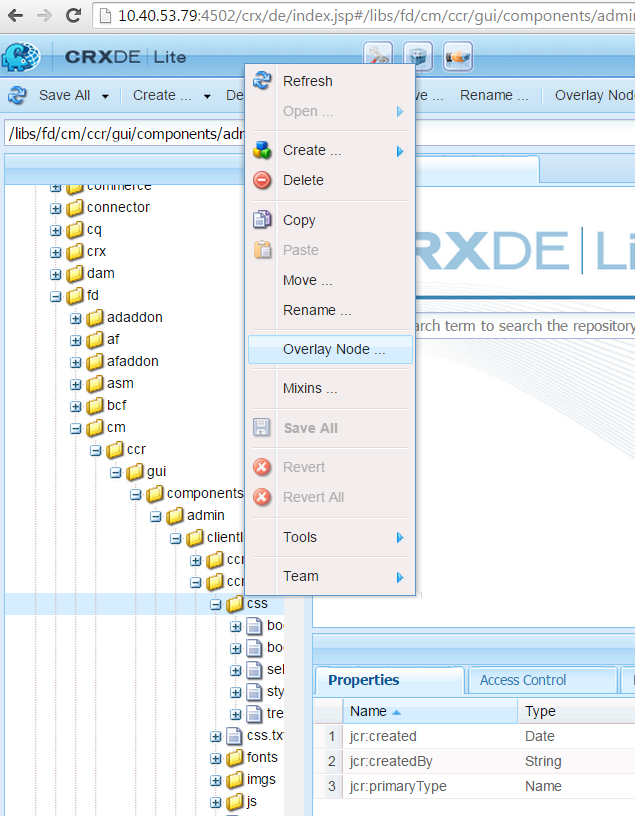 10.40.53.79:4502/crx/de/index.jsp#/libs/fd/cm/ccr/gui/components/admi
CRXDE | Lite
Save All Create ... De ve ... Rename ... Overlay Node
/libs/fd/cm/ccr/gui/components/adm
Refresh
Open ...
Create ...
Delete
Copy
Paste
Move ...
Rename ...
Overlay Node ...
Mixins ...
Save All
Revert
Revert All
Tools
Team
commerce
connector
cq
crx
dam
fd
adaddon
af
afaddon
asm
bcf
cm
ccr
gui
components
admin
clientl
ccr
ccr
css
bo
bo
sel
sty
tre
css.tx
fonts
imgs
js
CRXDE | Li
arch term to search the repository
Properties Access Control
Name Type
1 jcr:created Date
2 jcr:createdBy String
3 jcr:primaryType Name